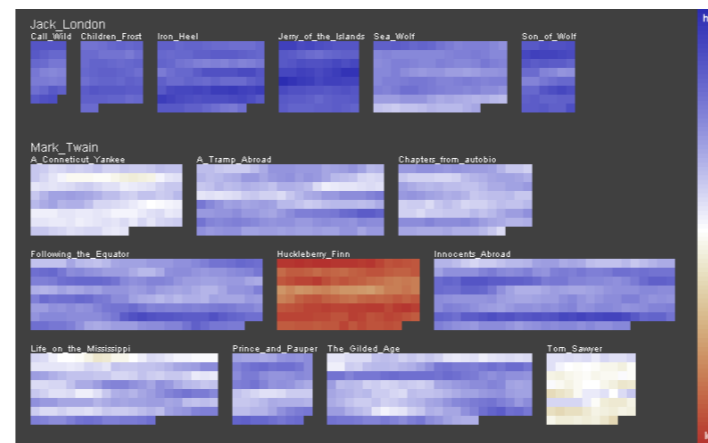 Jack_London
Call_Wild Children_Frost Iron_Heel Jerry_of_the_Islands Sea_Wolf Son_of_Wolf
Mark_Twain
A_Conneticut_Yankee A_Tramp_Abroad Chapters_from_autobio
Following_the_Equator Huckleberry_Finn Innocents_Abroad
Life_on_the_Mississippi Prince_and_Pauper The_Gilded_Age Tom_Sawyer